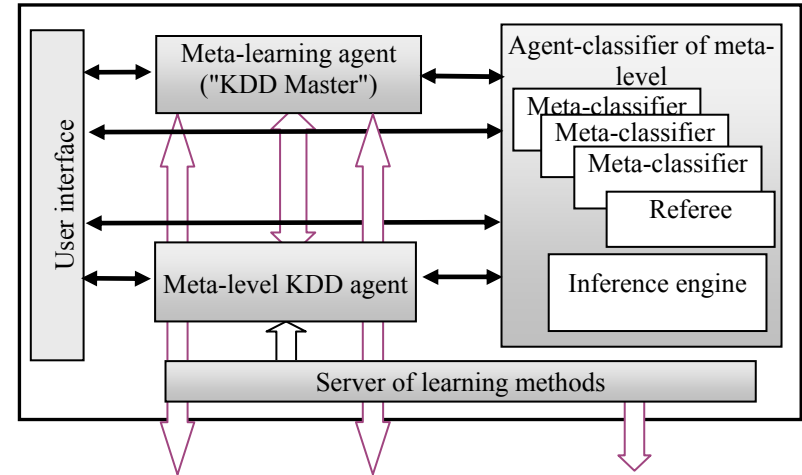 User interface
Meta-learning agent
("KDD Master")
Agent-classifier of meta-
level
Meta-classifier
Meta-classifier
Meta-classifier
Referee
Inference engine
Meta-level KDD agent
Server of learning methods